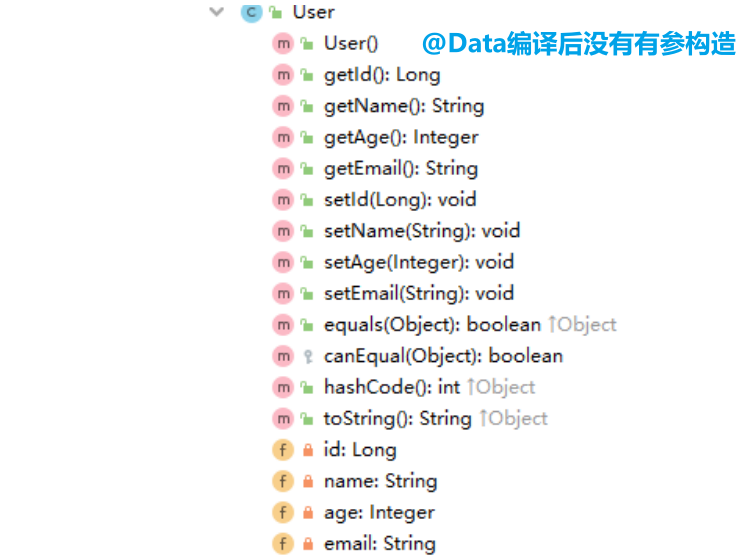 User
User()
@Data编译后没有有参构造
getId(): Long
getName(): String
getAge(): Integer
getEmail(): String
setId(Long): void
setName(String): void
setAge(Integer): void
setEmail(String): void
equals(Object): boolean ↑Object
canEqual(Object): boolean
hashCode(): int ↑Object
toString(): String ↑Object
id: Long
name: String
age: Integer
email: String